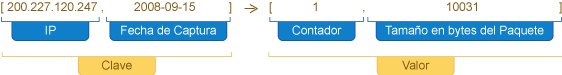 [ 200.227.120.247 , 2008-09-15 ] → [ 1 , 10031 ]
IP Fecha de Captura Contador Tamaño en bytes del Paquete
Clave Valor